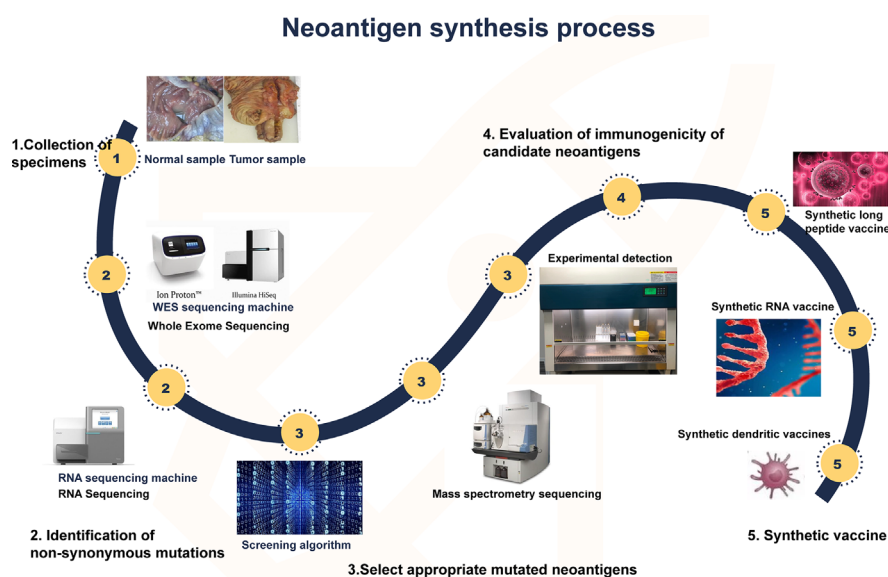 Neoantigen synthesis process
1.Collection of
specimens
1
Normal sample Tumor sample
2
Ion Proton™ Illumina HiSeq
WES sequencing machine
Whole Exome Sequencing
2
RNA sequencing machine
RNA Sequencing
2. Identification of
non-synonymous mutations
3
Screening algorithm
3
Mass spectrometry sequencing
3
Experimental detection
3.Select appropriate mutated neoantigens
4. Evaluation of immunogenicity of
candidate neoantigens
4
5
Synthetic long
peptide vaccine
Synthetic RNA vaccine
5
Synthetic dendritic vaccines
5
5. Synthetic vaccine